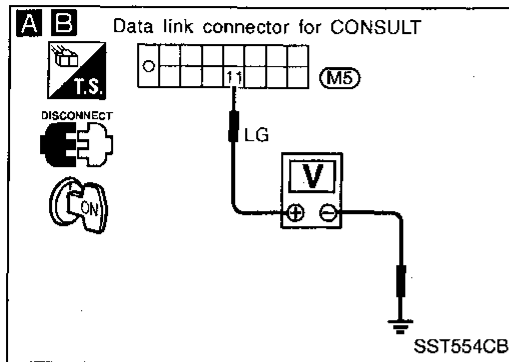 A B Data link connector for CONSULT
T.S.
11
M5
DISCONNECT
LG
ON
V
⊕ ⊖
SST554CB